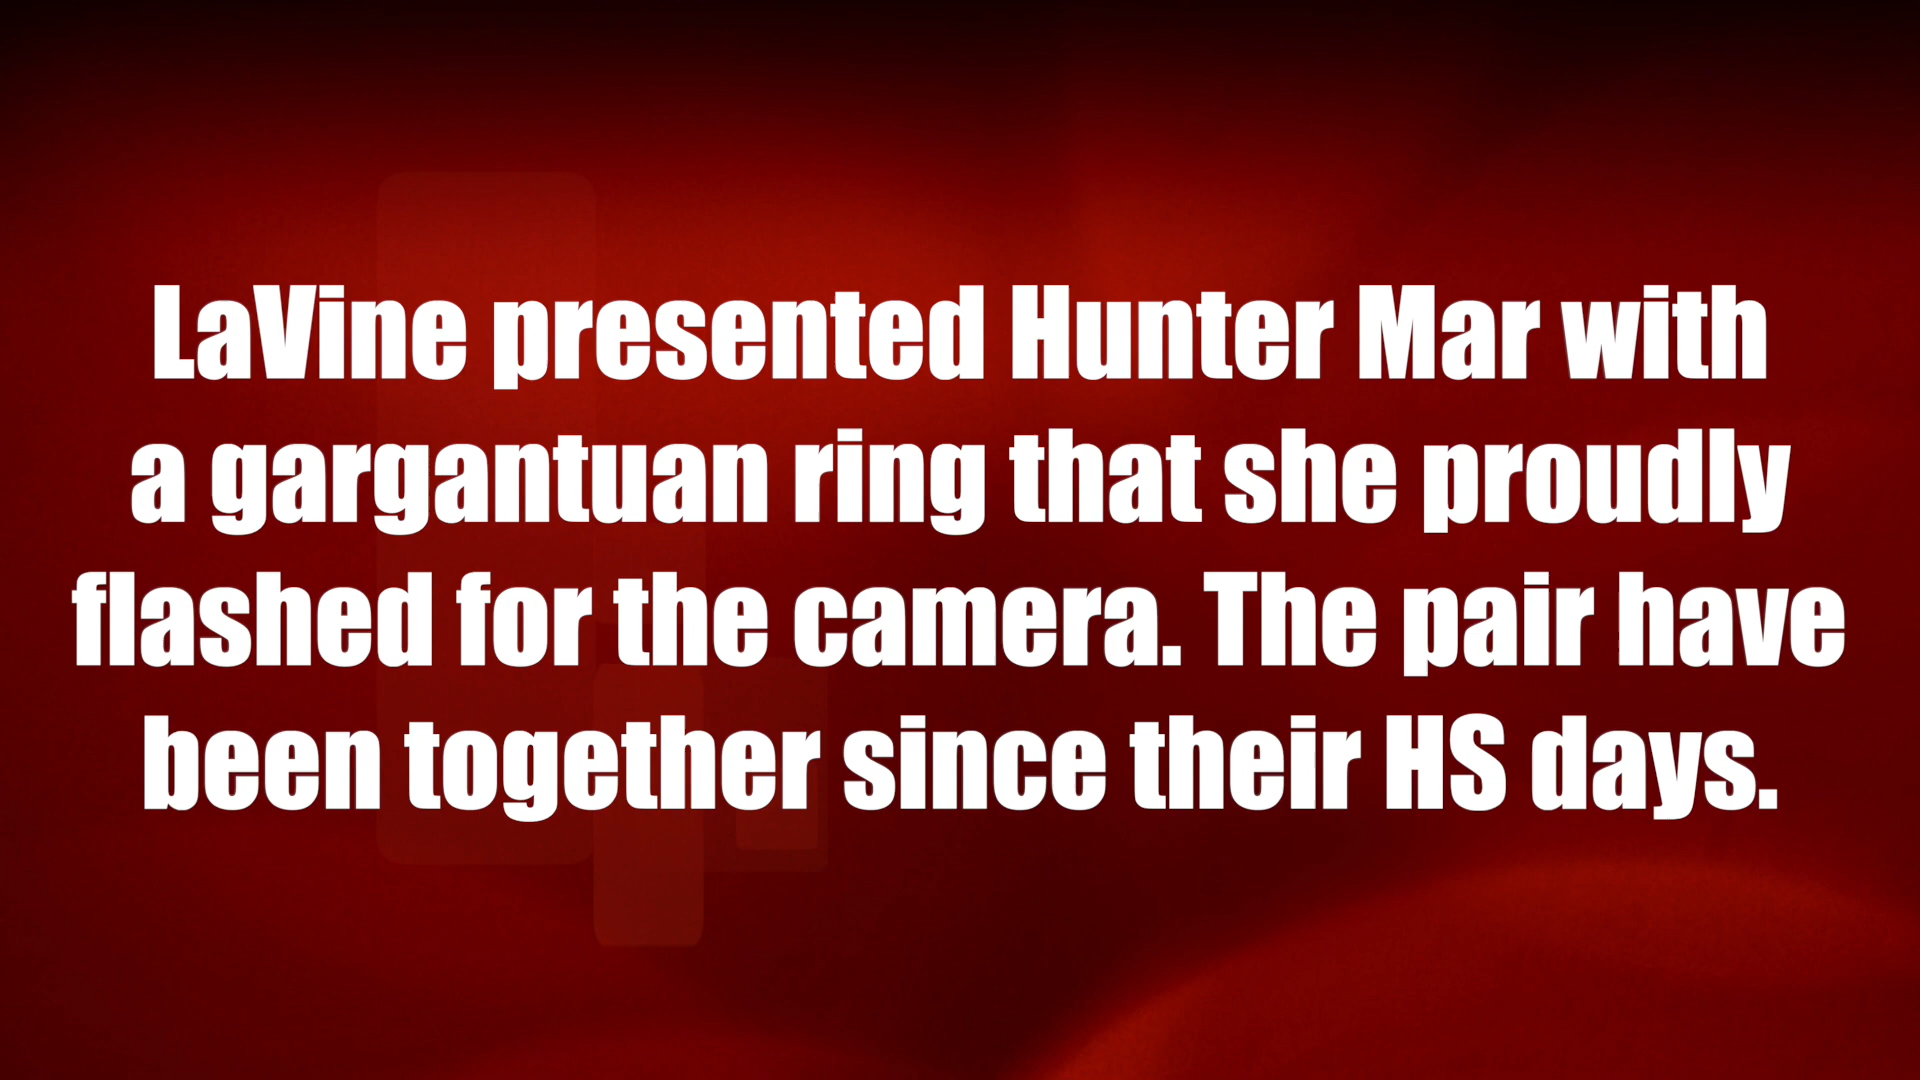 LaVine presented Hunter Mar with
a gargantuan ring that she proudly
flashed for the camera. The pair have
been together since their HS days.